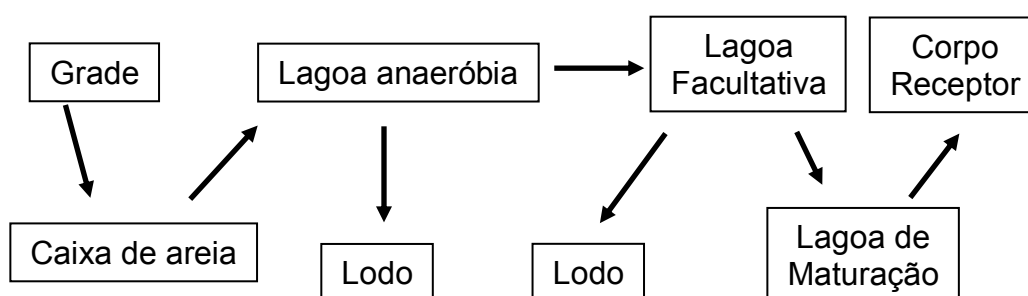 Grade
Caixa de areia
Lagoa anaeróbia
Lodo
Lagoa
Facultativa
Lodo
Lagoa de
Maturação
Corpo
Receptor